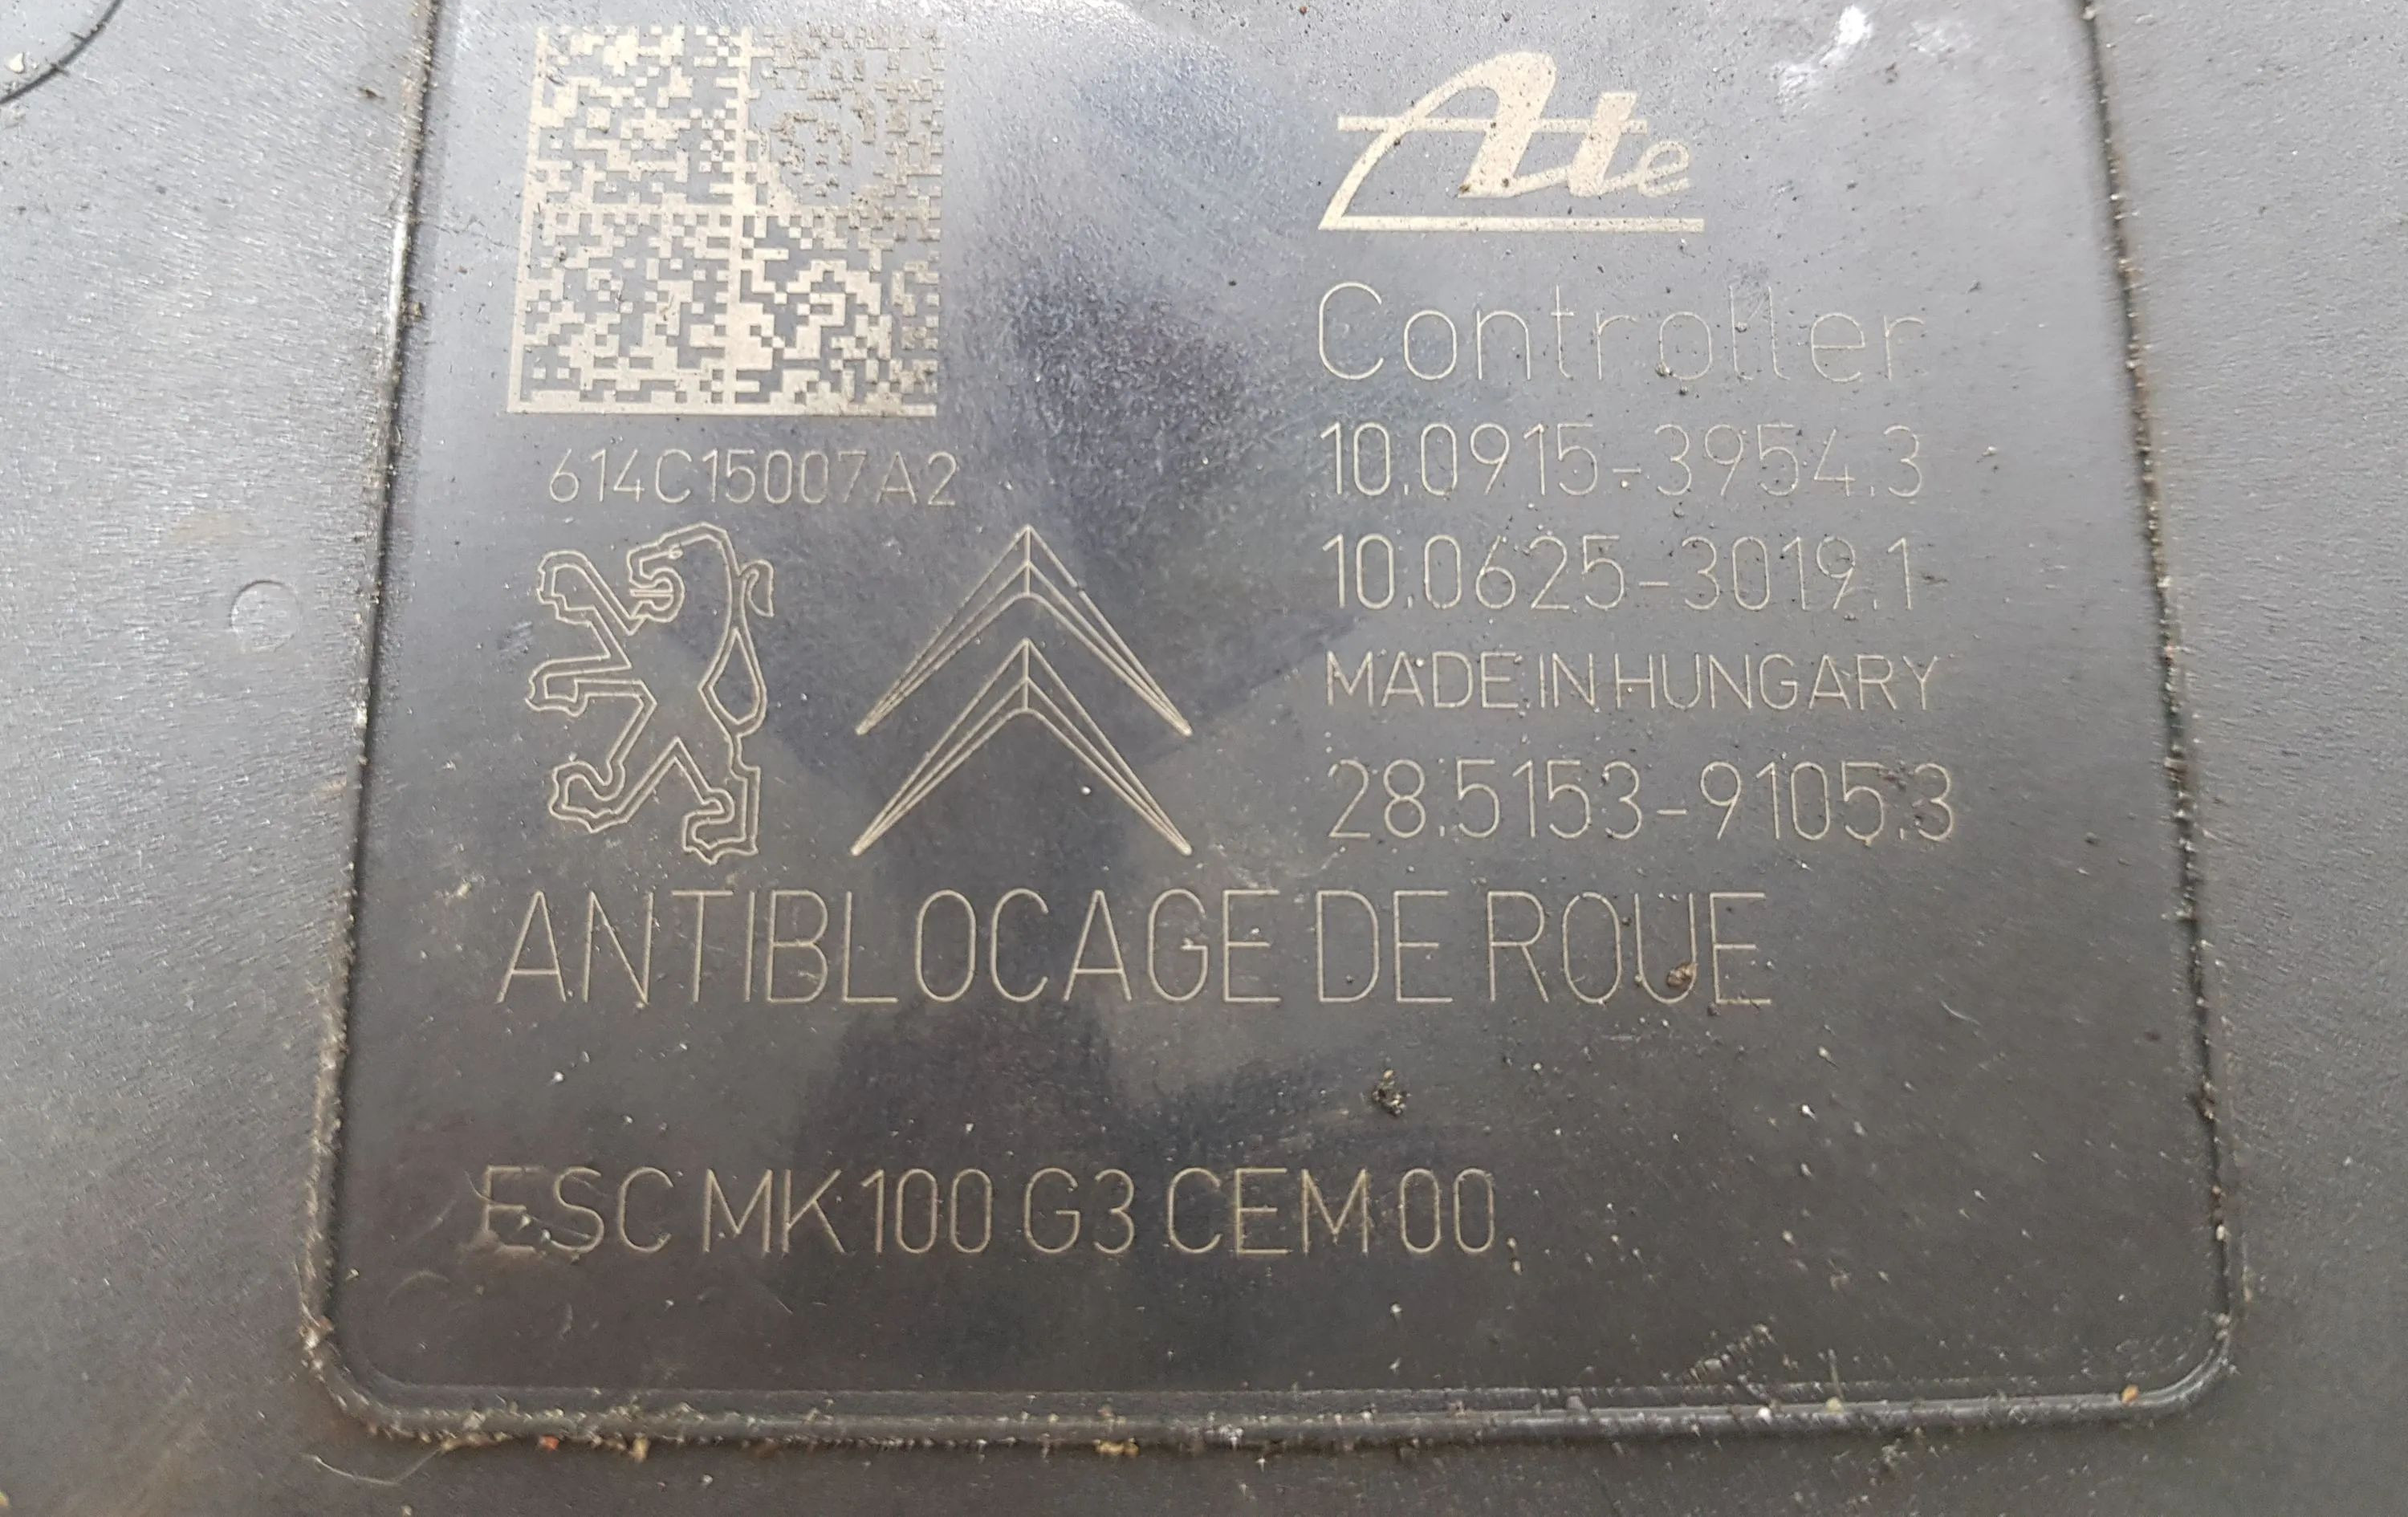 Ate
Controller
10.0915-3954.3
10.0625-3019.1
MADE IN HUNGARY
28.5153-9105.3
614C15007A2
ANTIBLOCAGE DE ROUE
ESC MK100 G3 CEM 00